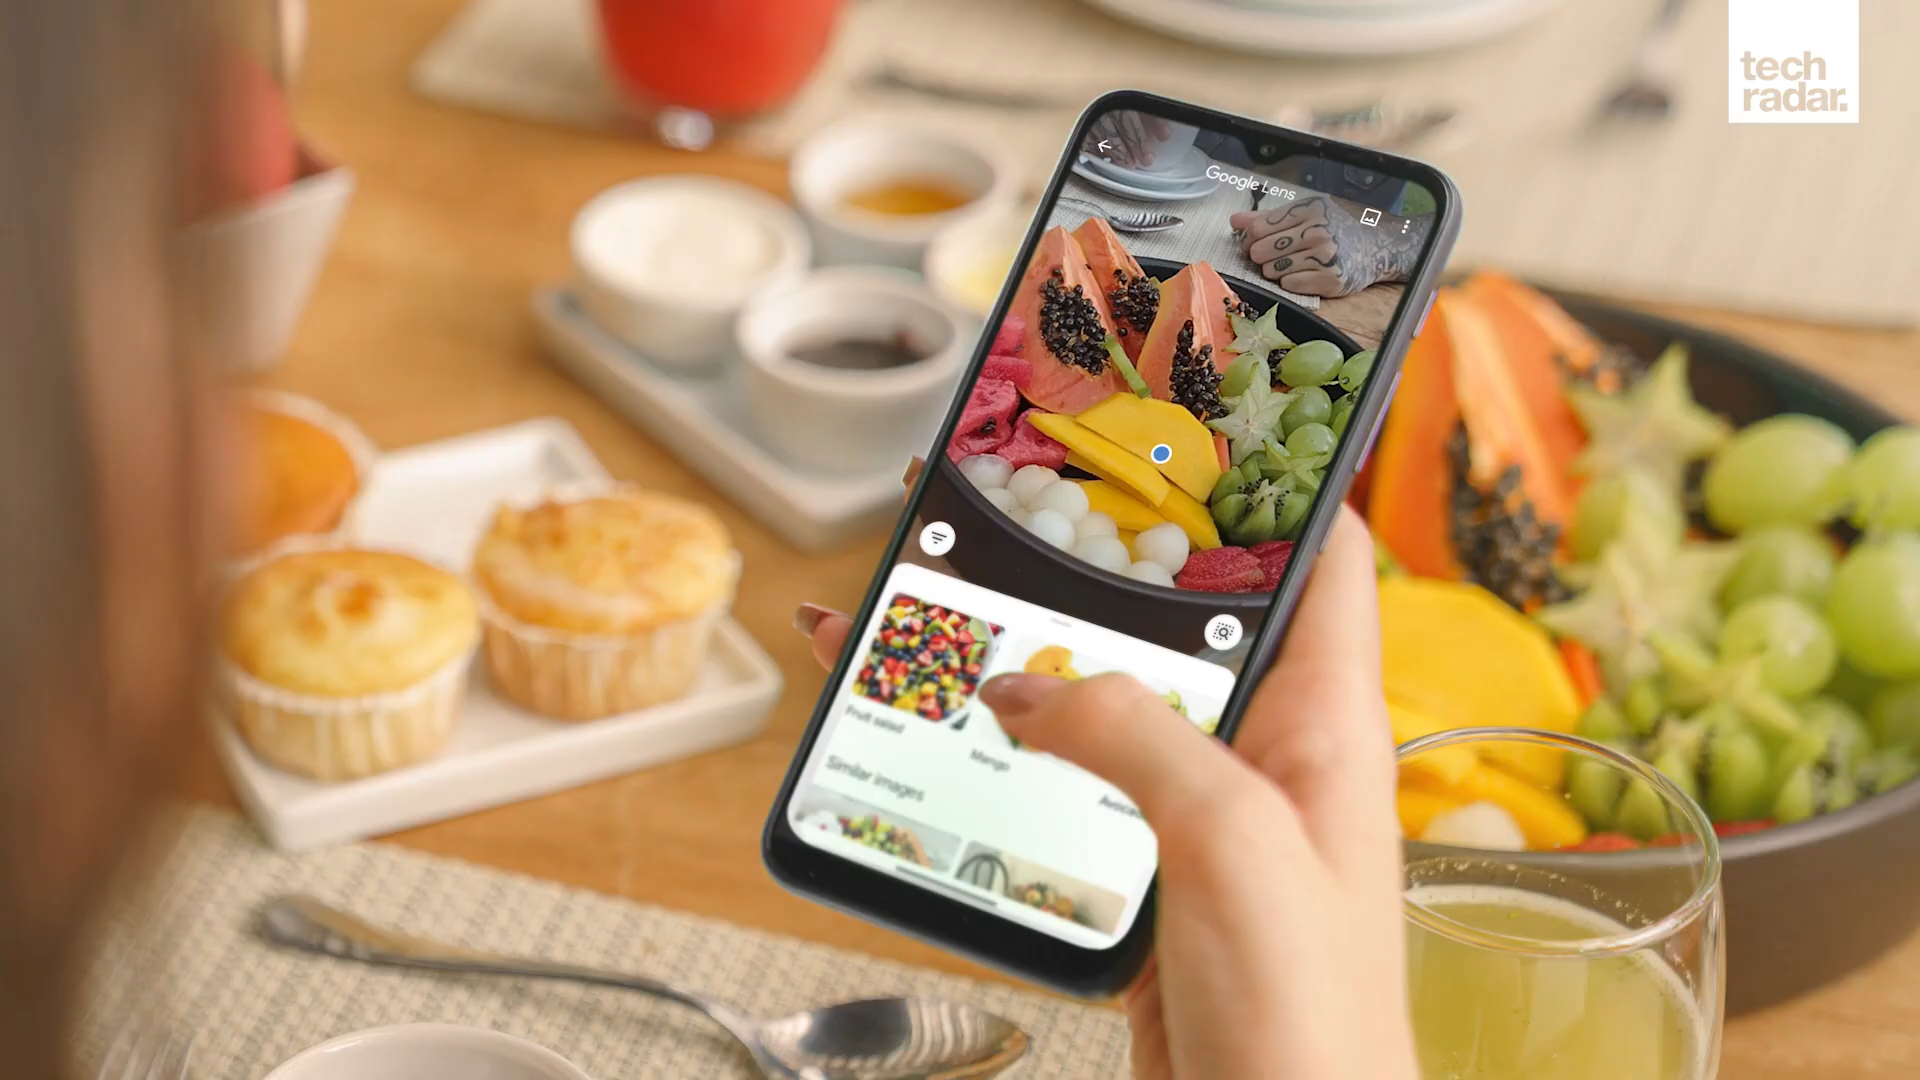 tech
radar.
Google Lens
Fruit salad
Mango
Similar images